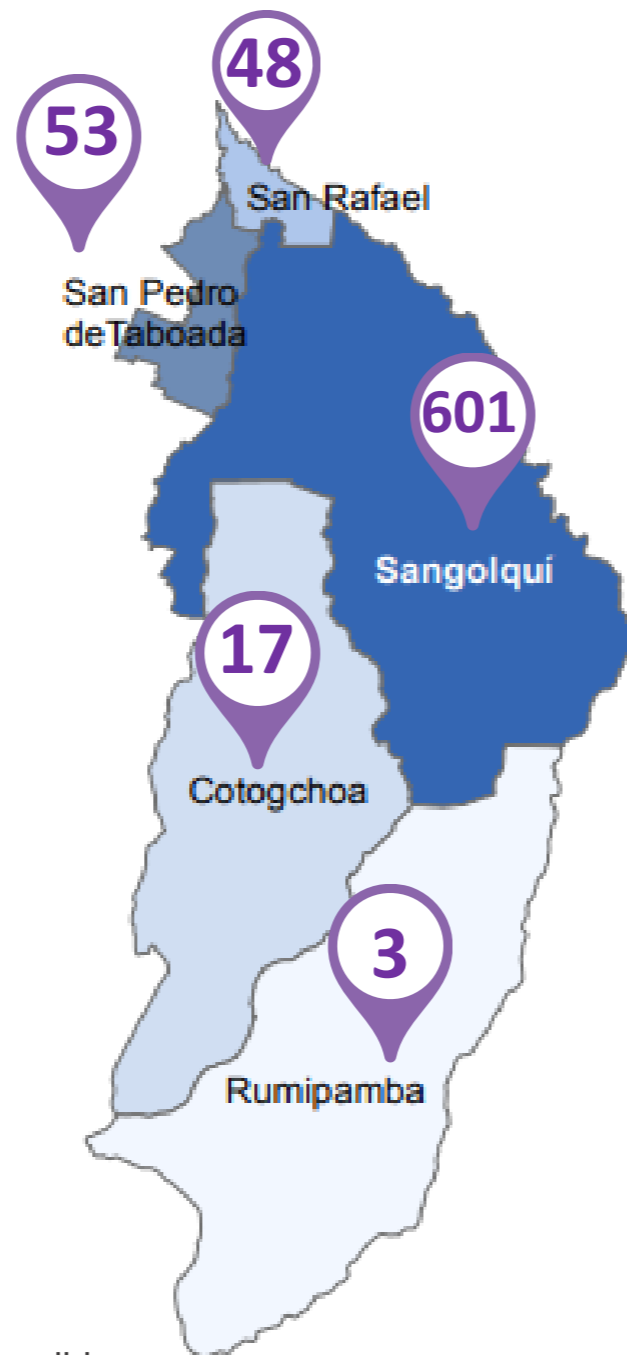 48
53
San Rafael
San Pedro
deTaboada
601
Sangolquí
17
Cotogchoa
3
Rumipamba